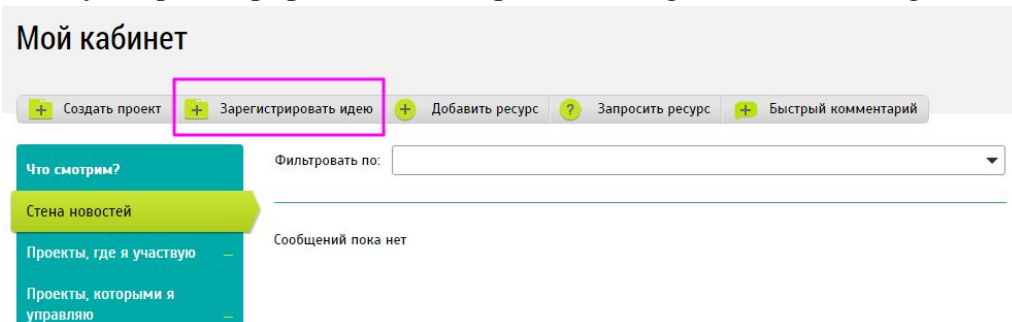 Мой кабинет
Создать проект Зарегистрировать идею Добавить ресурс ? Запросить ресурс Быстрый комментарий
Что смотрим?
Фильтровать по:
Стена новостей
Сообщений пока нет
Проекты, где я участвую
Проекты, которыми я
управляю